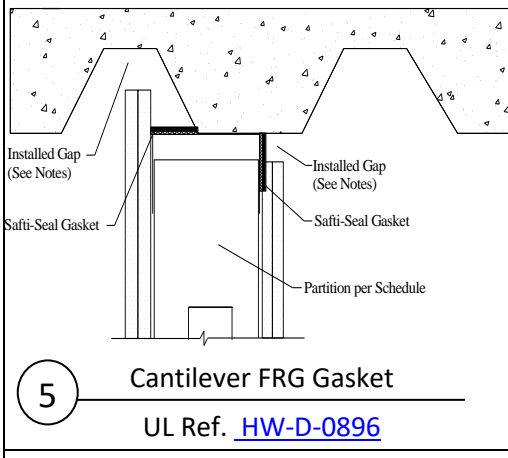 Installed Gap
(See Notes)
Safti-Seal Gasket
Installed Gap
(See Notes)
Safti-Seal Gasket
Partition per Schedule
5
Cantilever FRG Gasket
UL Ref. HW-D-0896